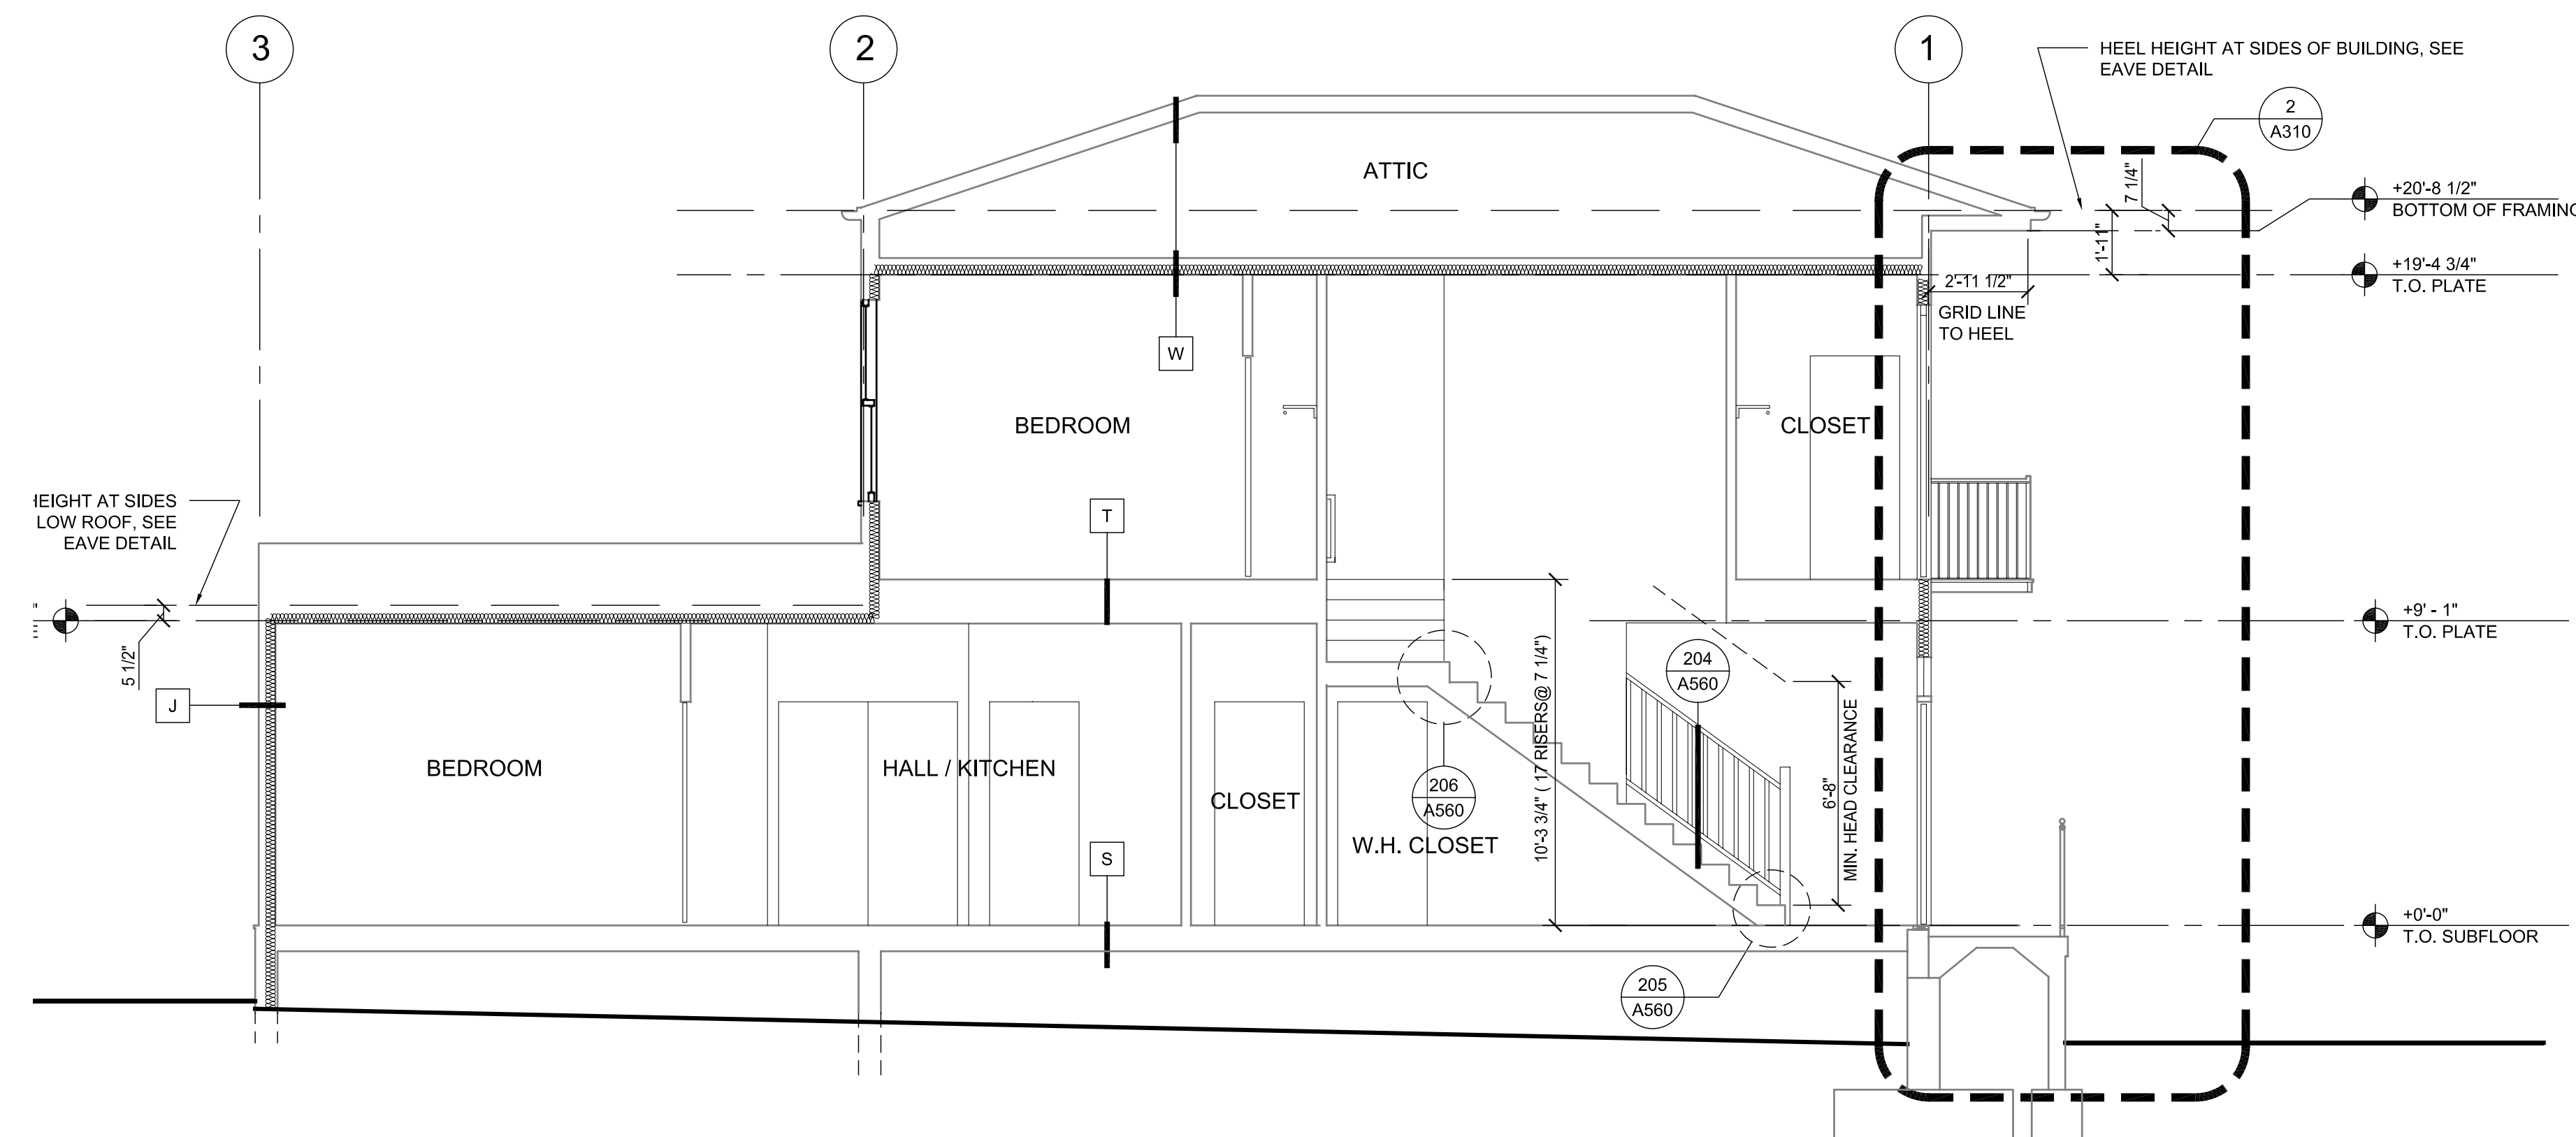 3
2
1
HEEL HEIGHT AT SIDES OF BUILDING, SEE
EAVE DETAIL
2
A310
ATTIC
7 1/4"
+20'-8 1/2"
BOTTOM OF FRAMING
1'-11"
+19'-4 3/4"
T.O. PLATE
2'-11 1/2"
GRID LINE
TO HEEL
W
BEDROOM
CLOSET
HEIGHT AT SIDES
LOW ROOF, SEE
EAVE DETAIL
T
+9' - 1"
T.O. PLATE
5 1/2"
J
204
A560
10'-3 3/4" ( 17 RISERS@ 7 1/4")
6'-8"
MIN. HEAD CLEARANCE
BEDROOM
HALL / KITCHEN
CLOSET
206
A560
W.H. CLOSET
S
+0'-0"
T.O. SUBFLOOR
205
A560